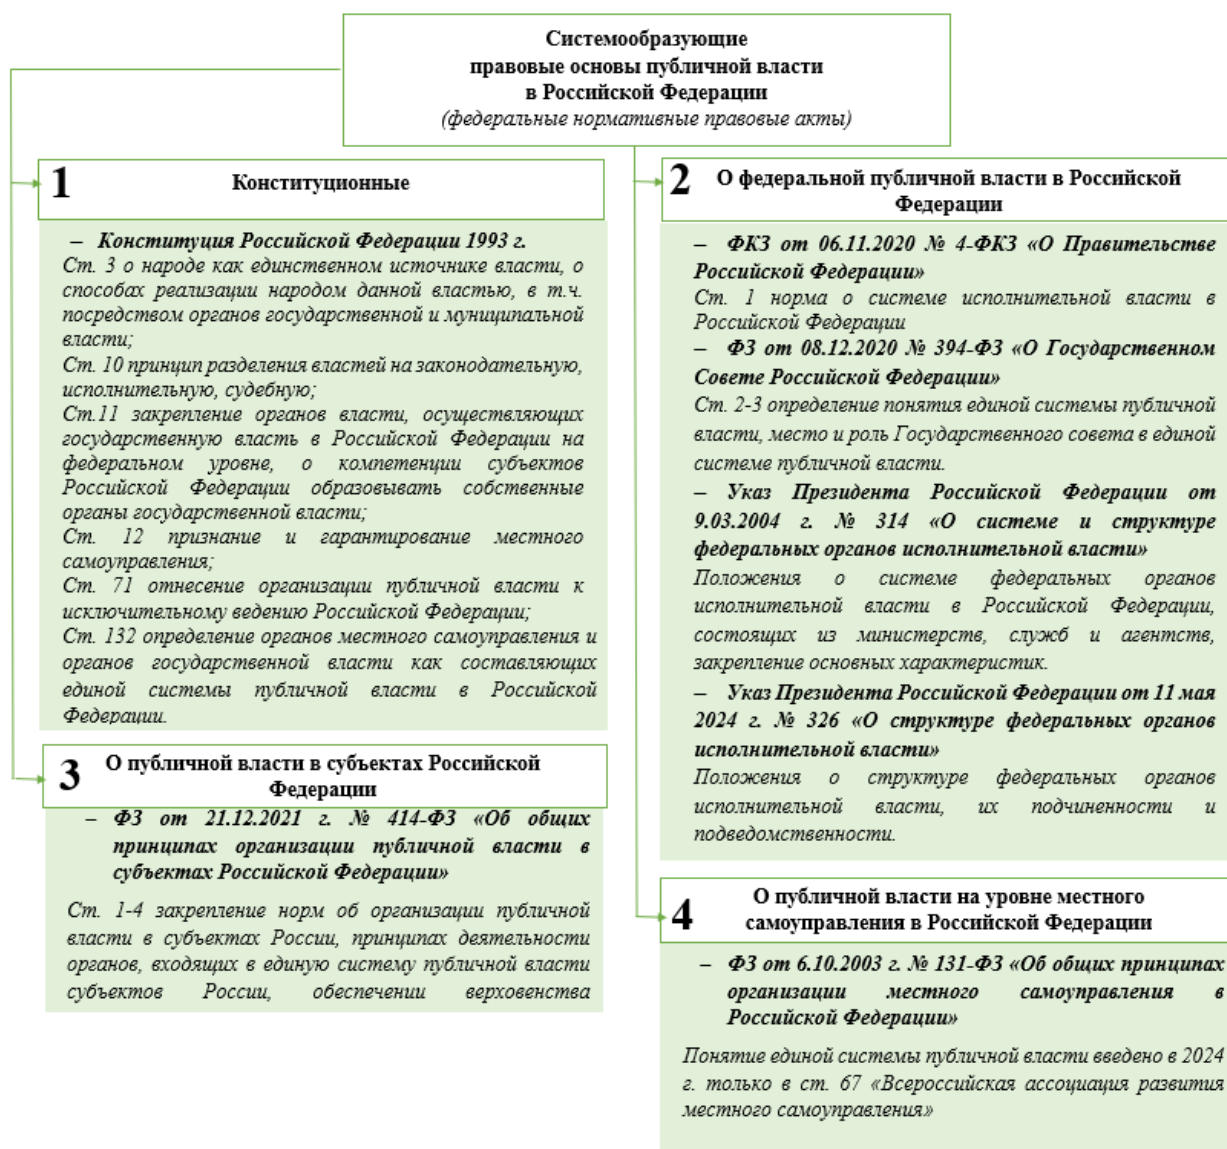 Системообразующие
правовые основы публичной власти
в Российской Федерации
(федеральные нормативные правовые акты)
1 Конституционные
– Конституция Российской Федерации 1993 г.
Ст. 3 о народе как единственном источнике власти, о
способах реализации народом данной властью, в т.ч.
посредством органов государственной и муниципальной
власти;
Ст. 10 принцип разделения властей на законодательную,
исполнительную, судебную;
Ст.11 закрепление органов власти, осуществляющих
государственную власть в Российской Федерации на
федеральном уровне, о компетенции субъектов
Российской Федерации образовывать собственные
органы государственной власти;
Ст. 12 признание и гарантирование местного
самоуправления;
Ст. 71 отнесение организации публичной власти к
исключительному ведению Российской Федерации;
Ст. 132 определение органов местного самоуправления и
органов государственной власти как составляющих
единой системы публичной власти в Российской
Федерации.
2 О федеральной публичной власти в Российской
Федерации
– ФКЗ от 06.11.2020 № 4-ФКЗ «О Правительстве
Российской Федерации»
Ст. 1 норма о системе исполнительной власти в
Российской Федерации
– ФЗ от 08.12.2020 № 394-ФЗ «О Государственном
Совете Российской Федерации»
Ст. 2-3 определение понятия единой системы публичной
власти, место и роль Государственного совета в единой
системе публичной власти.
– Указ Президента Российской Федерации от
9.03.2004 г. № 314 «О системе и структуре
федеральных органов исполнительной власти»
Положения о системе федеральных органов
исполнительной власти в Российской Федерации,
состоящих из министерств, служб и агентств,
закрепление основных характеристик.
– Указ Президента Российской Федерации от 11 мая
2024 г. № 326 «О структуре федеральных органов
исполнительной власти»
Положения о структуре федеральных органов
исполнительной власти, их подчиненности и
подведомственности.
3 О публичной власти в субъектах Российской
Федерации
– ФЗ от 21.12.2021 г. № 414-ФЗ «Об общих
принципах организации публичной власти в
субъектах Российской Федерации»
Ст. 1-4 закрепление норм об организации публичной
власти в субъектах России, принципах деятельности
органов, входящих в единую систему публичной власти
субъектов России, обеспечении верховенства
4 О публичной власти на уровне местного
самоуправления в Российской Федерации
– ФЗ от 6.10.2003 г. № 131-ФЗ «Об общих принципах
организации местного самоуправления в
Российской Федерации»
Понятие единой системы публичной власти введено в 2024
г. только в ст. 67 «Всероссийская ассоциация развития
местного самоуправления»